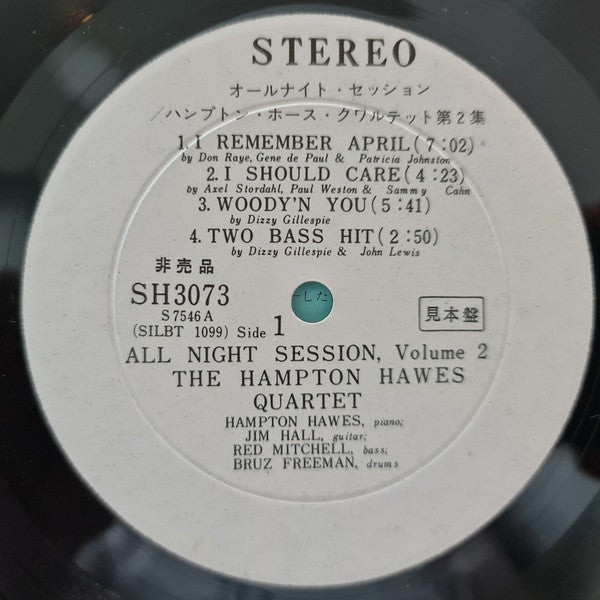 STEREO
オールナイト・セッション
/ハンプトン・ホース・クワルテット第2集
1. I REMEMBER APRIL(7:02)
by Don Raye, Gene de Paul & Patricia Johnston
2. I SHOULD CARE(4:23)
by Axel Stordahl, Paul Weston & Sammy Cahn
3. WOODY'N YOU(5:41)
by Dizzy Gillespie
4. TWO BASS HIT(2:50)
by Dizzy Gillespie & John Lewis
非売品
SH3073
S7546A
(SILBT 1099) Side 1
した
見本盤
ALL NIGHT SESSION, Volume 2
THE HAMPTON HAWES
QUARTET
HAMPTON HAWES, piano;
JIM HALL, guitar;
RED MITCHELL, bass;
BRUZ FREEMAN, drums